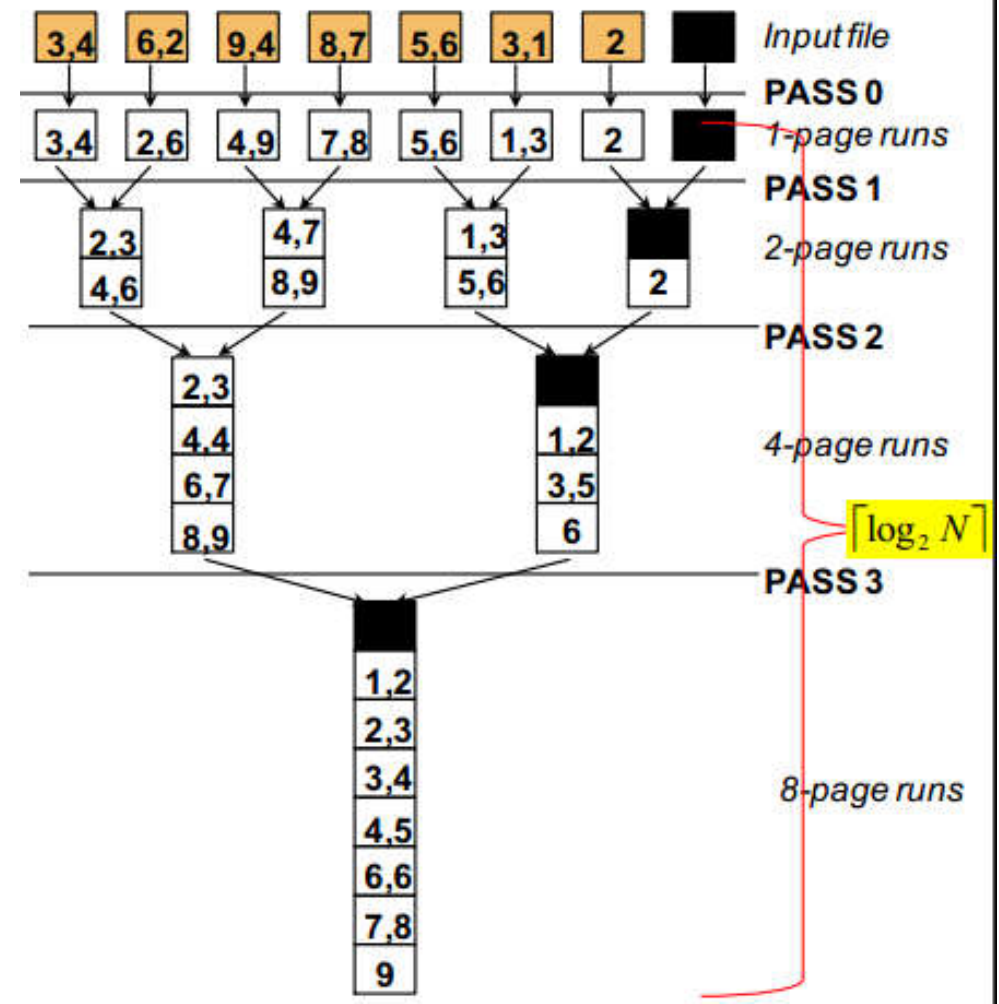 3,4 6,2 9,4 8,7 5,6 3,1 2 Input file
PASS 0
3,4 2,6 4,9 7,8 5,6 1,3 2 1-page runs
PASS 1
2,3 4,7 1,3 2-page runs
4,6 8,9 5,6 2
PASS 2
2,3
4,4 1,2 4-page runs
6,7 3,5
8,9 6
⌈log₂ N⌉
PASS 3
1,2
2,3
3,4 8-page runs
4,5
6,6
7,8
9